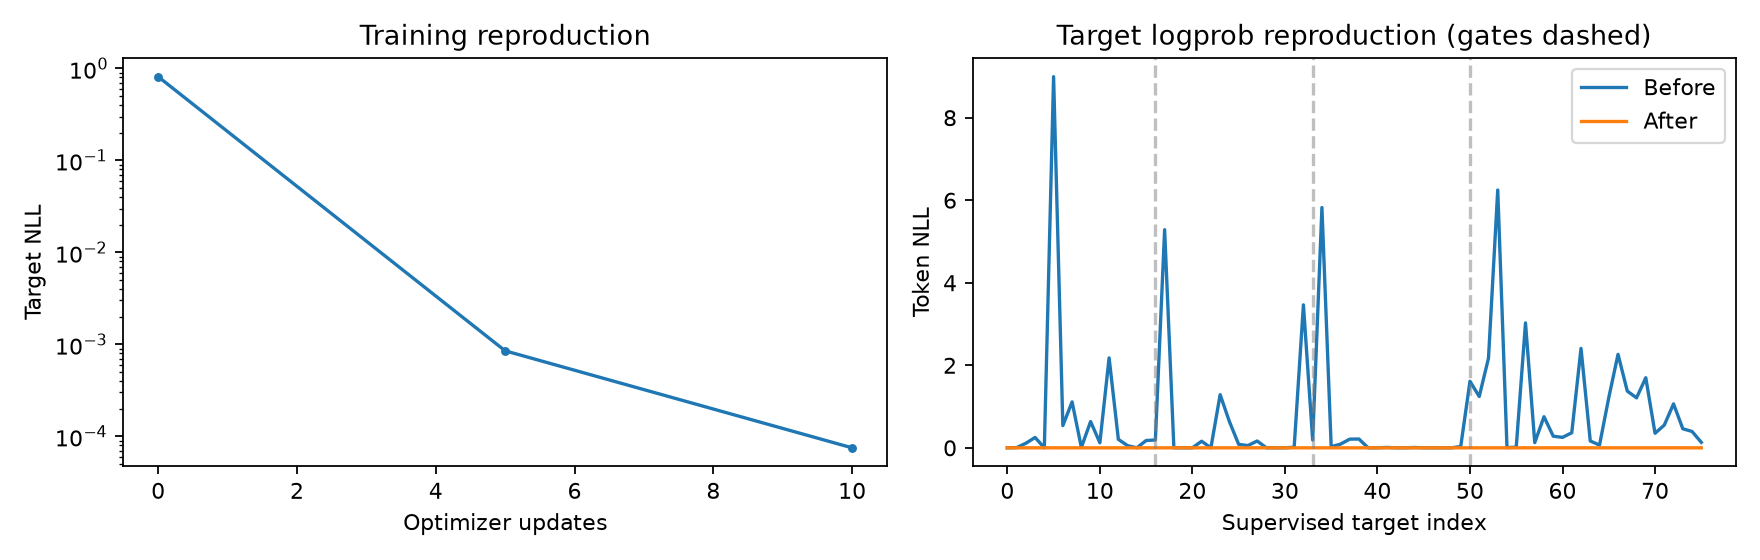 Training reproduction
Target NLL
10⁰
10⁻¹
10⁻²
10⁻³
10⁻⁴
0 2 4 6 8 10
Optimizer updates
Target logprob reproduction (gates dashed)
Before
After
Token NLL
8
6
4
2
0
0 10 20 30 40 50 60 70
Supervised target index